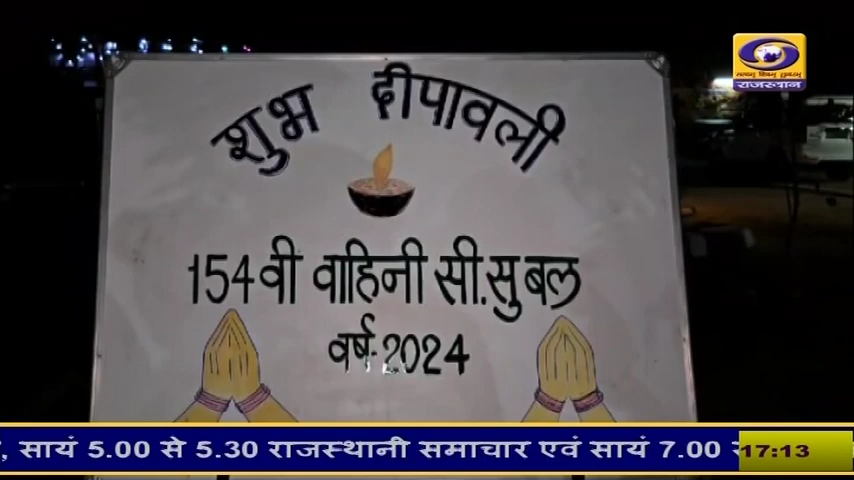 शुभ दीपावली
154वी वाहिनी सी.सु बल
वर्ष-2024
राजस्थान
, सायं 5.00 से 5.30 राजस्थानी समाचार एवं सायं 7.00
17:13